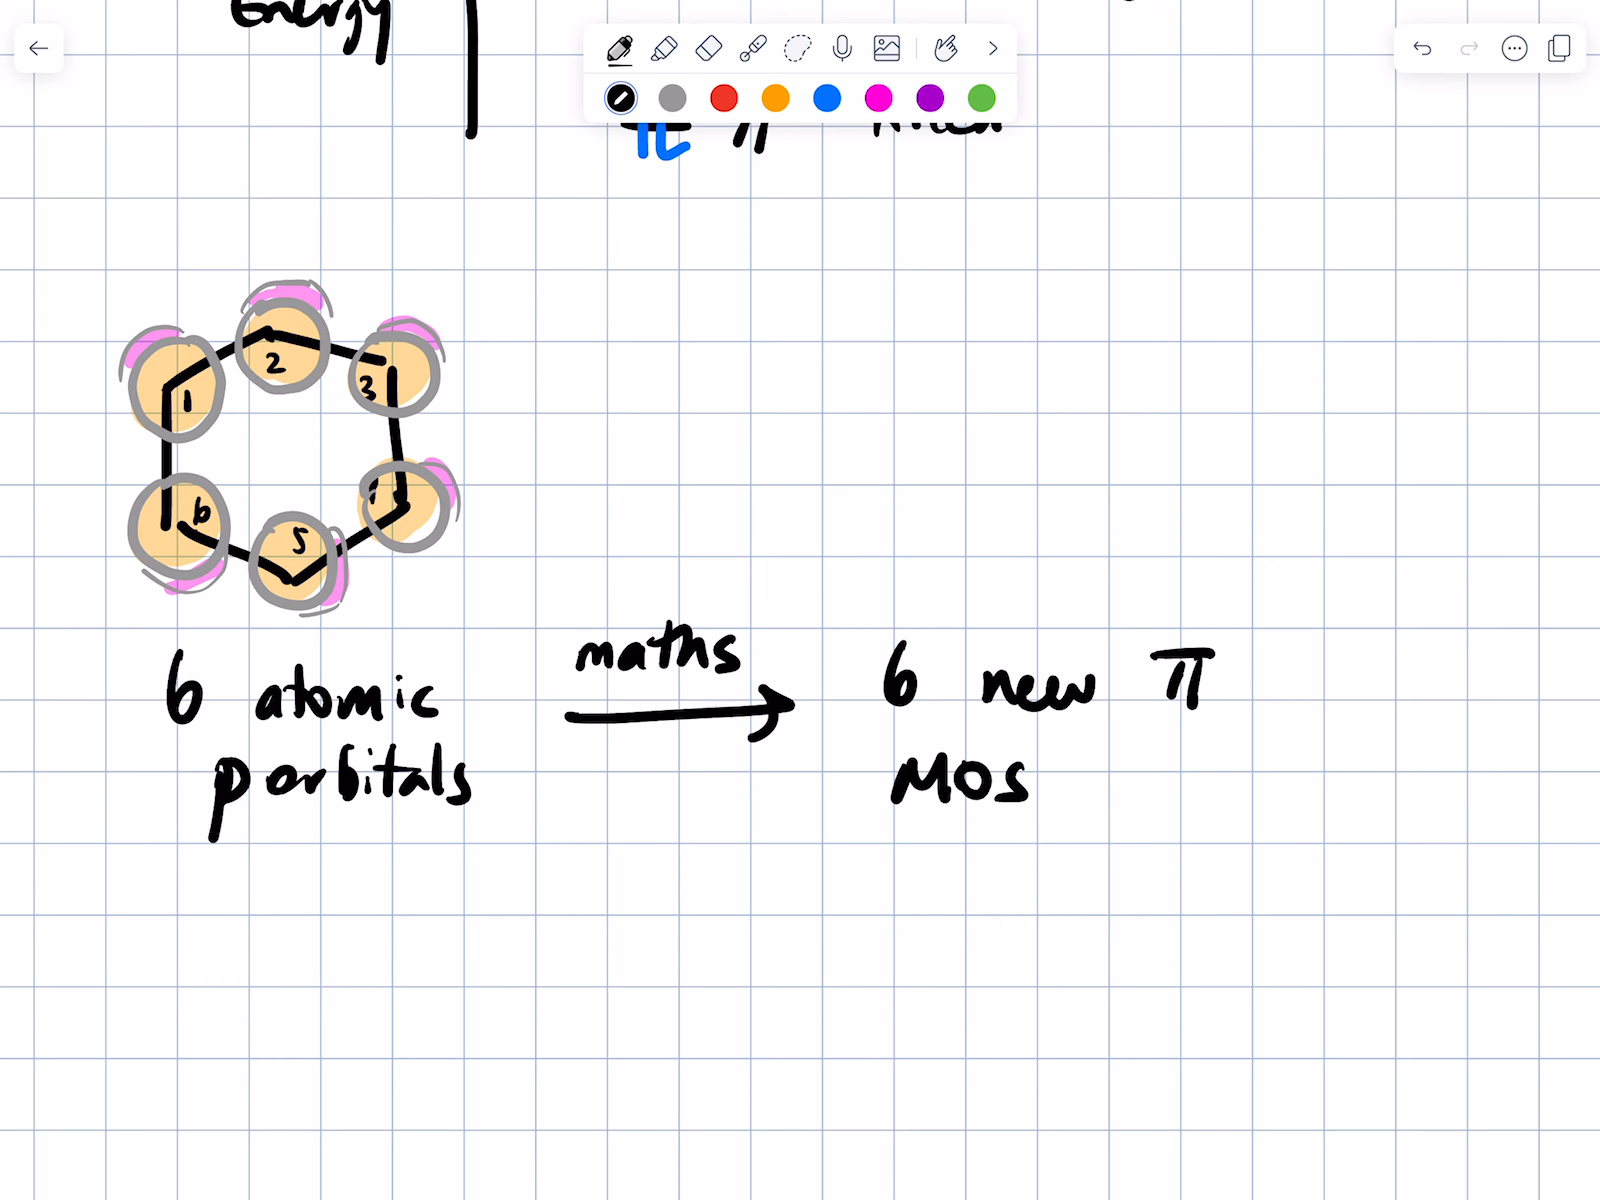 Energy
π
2
3
1
6
5
maths
6 atomic
p orbitals
6 new π
MOs